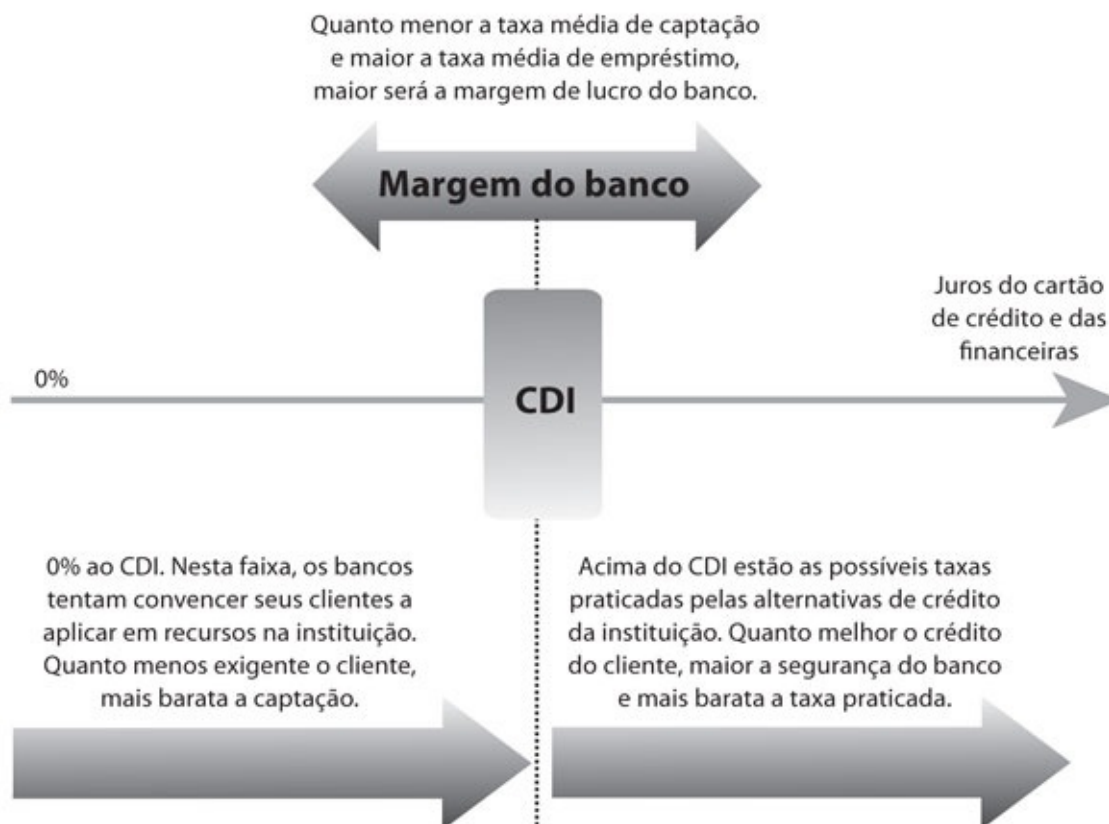 Quanto menor a taxa média de captação
e maior a taxa média de empréstimo,
maior será a margem de lucro do banco.
Margem do banco
Juros do cartão
de crédito e das
financeiras
0%
CDI
0% ao CDI. Nesta faixa, os bancos
tentam convencer seus clientes a
aplicar em recursos na instituição.
Quanto menos exigente o cliente,
mais barata a captação.
Acima do CDI estão as possíveis taxas
praticadas pelas alternativas de crédito
da instituição. Quanto melhor o crédito
do cliente, maior a segurança do banco
e mais barata a taxa praticada.